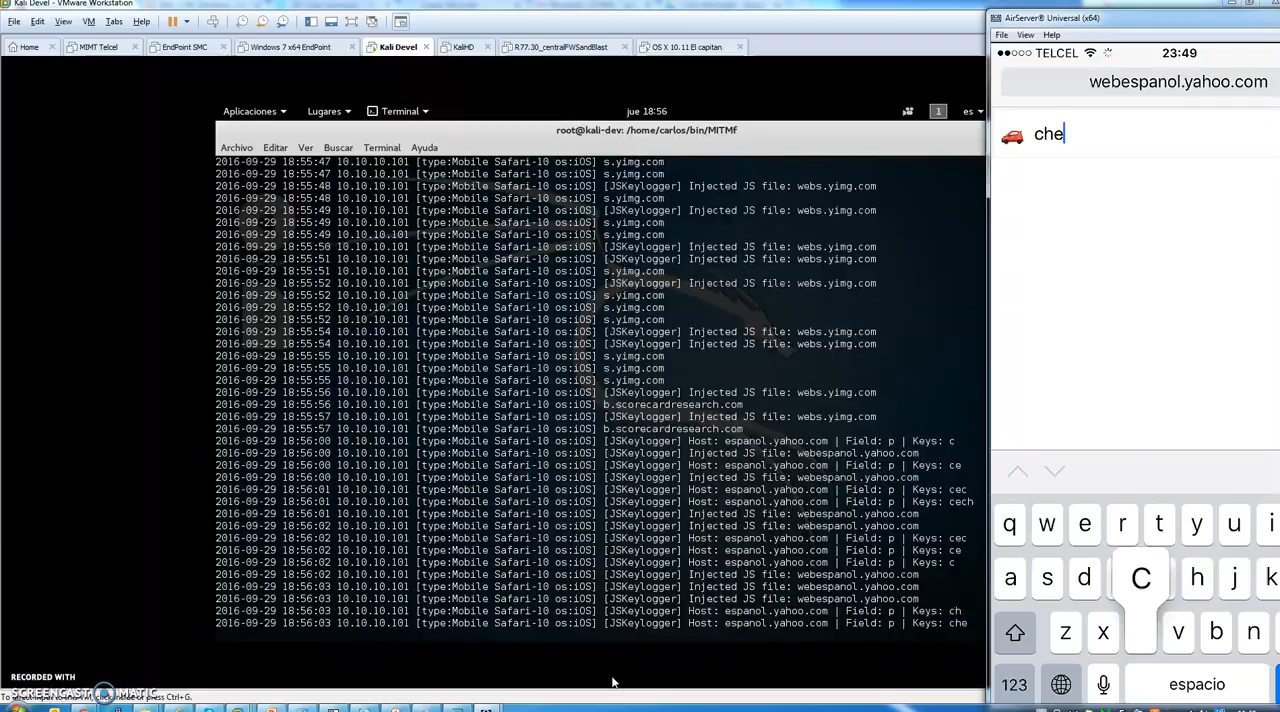 Kali Devel - VMware Workstation
File Edit View VM Tabs Help
Home MIMT Telcel EndPoint SMC Windows 7 x64 EndPoint Kali Devel KaliHD R77.30_centralFWSandBlast OS X 10.11 El capitan
Aplicaciones Lugares Terminal jue 18:56 1 es
root@kali-dev: /home/carlos/bin/MITMf
Archivo Editar Ver Buscar Terminal Ayuda
2016-09-29 18:55:47 10.10.10.101 [type:Mobile Safari-10 os:iOS] s.yimg.com
2016-09-29 18:55:47 10.10.10.101 [type:Mobile Safari-10 os:iOS] s.yimg.com
2016-09-29 18:55:48 10.10.10.101 [type:Mobile Safari-10 os:iOS] [JSKeylogger] Injected JS file: webs.yimg.com
2016-09-29 18:55:48 10.10.10.101 [type:Mobile Safari-10 os:iOS] s.yimg.com
2016-09-29 18:55:49 10.10.10.101 [type:Mobile Safari-10 os:iOS] [JSKeylogger] Injected JS file: webs.yimg.com
2016-09-29 18:55:49 10.10.10.101 [type:Mobile Safari-10 os:iOS] s.yimg.com
2016-09-29 18:55:49 10.10.10.101 [type:Mobile Safari-10 os:iOS] s.yimg.com
2016-09-29 18:55:50 10.10.10.101 [type:Mobile Safari-10 os:iOS] [JSKeylogger] Injected JS file: webs.yimg.com
2016-09-29 18:55:51 10.10.10.101 [type:Mobile Safari-10 os:iOS] [JSKeylogger] Injected JS file: webs.yimg.com
2016-09-29 18:55:51 10.10.10.101 [type:Mobile Safari-10 os:iOS] s.yimg.com
2016-09-29 18:55:52 10.10.10.101 [type:Mobile Safari-10 os:iOS] [JSKeylogger] Injected JS file: webs.yimg.com
2016-09-29 18:55:52 10.10.10.101 [type:Mobile Safari-10 os:iOS] s.yimg.com
2016-09-29 18:55:52 10.10.10.101 [type:Mobile Safari-10 os:iOS] s.yimg.com
2016-09-29 18:55:52 10.10.10.101 [type:Mobile Safari-10 os:iOS] s.yimg.com
2016-09-29 18:55:54 10.10.10.101 [type:Mobile Safari-10 os:iOS] [JSKeylogger] Injected JS file: webs.yimg.com
2016-09-29 18:55:54 10.10.10.101 [type:Mobile Safari-10 os:iOS] [JSKeylogger] Injected JS file: webs.yimg.com
2016-09-29 18:55:55 10.10.10.101 [type:Mobile Safari-10 os:iOS] s.yimg.com
2016-09-29 18:55:55 10.10.10.101 [type:Mobile Safari-10 os:iOS] s.yimg.com
2016-09-29 18:55:55 10.10.10.101 [type:Mobile Safari-10 os:iOS] s.yimg.com
2016-09-29 18:55:56 10.10.10.101 [type:Mobile Safari-10 os:iOS] [JSKeylogger] Injected JS file: webs.yimg.com
2016-09-29 18:55:56 10.10.10.101 [type:Mobile Safari-10 os:iOS] b.scorecardresearch.com
2016-09-29 18:55:57 10.10.10.101 [type:Mobile Safari-10 os:iOS] [JSKeylogger] Injected JS file: webs.yimg.com
2016-09-29 18:55:57 10.10.10.101 [type:Mobile Safari-10 os:iOS] b.scorecardresearch.com
2016-09-29 18:56:00 10.10.10.101 [type:Mobile Safari-10 os:iOS] [JSKeylogger] Host: espanol.yahoo.com | Field: p | Keys: c
2016-09-29 18:56:00 10.10.10.101 [type:Mobile Safari-10 os:iOS] [JSKeylogger] Injected JS file: webespanol.yahoo.com
2016-09-29 18:56:00 10.10.10.101 [type:Mobile Safari-10 os:iOS] [JSKeylogger] Host: espanol.yahoo.com | Field: p | Keys: ce
2016-09-29 18:56:00 10.10.10.101 [type:Mobile Safari-10 os:iOS] [JSKeylogger] Injected JS file: webespanol.yahoo.com
2016-09-29 18:56:01 10.10.10.101 [type:Mobile Safari-10 os:iOS] [JSKeylogger] Host: espanol.yahoo.com | Field: p | Keys: cec
2016-09-29 18:56:01 10.10.10.101 [type:Mobile Safari-10 os:iOS] [JSKeylogger] Host: espanol.yahoo.com | Field: p | Keys: cech
2016-09-29 18:56:01 10.10.10.101 [type:Mobile Safari-10 os:iOS] [JSKeylogger] Injected JS file: webespanol.yahoo.com
2016-09-29 18:56:02 10.10.10.101 [type:Mobile Safari-10 os:iOS] [JSKeylogger] Injected JS file: webespanol.yahoo.com
2016-09-29 18:56:02 10.10.10.101 [type:Mobile Safari-10 os:iOS] [JSKeylogger] Host: espanol.yahoo.com | Field: p | Keys: cec
2016-09-29 18:56:02 10.10.10.101 [type:Mobile Safari-10 os:iOS] [JSKeylogger] Host: espanol.yahoo.com | Field: p | Keys: ce
2016-09-29 18:56:02 10.10.10.101 [type:Mobile Safari-10 os:iOS] [JSKeylogger] Host: espanol.yahoo.com | Field: p | Keys: c
2016-09-29 18:56:02 10.10.10.101 [type:Mobile Safari-10 os:iOS] [JSKeylogger] Injected JS file: webespanol.yahoo.com
2016-09-29 18:56:03 10.10.10.101 [type:Mobile Safari-10 os:iOS] [JSKeylogger] Injected JS file: webespanol.yahoo.com
2016-09-29 18:56:03 10.10.10.101 [type:Mobile Safari-10 os:iOS] [JSKeylogger] Injected JS file: webespanol.yahoo.com
2016-09-29 18:56:03 10.10.10.101 [type:Mobile Safari-10 os:iOS] [JSKeylogger] Host: espanol.yahoo.com | Field: p | Keys: ch
2016-09-29 18:56:03 10.10.10.101 [type:Mobile Safari-10 os:iOS] [JSKeylogger] Host: espanol.yahoo.com | Field: p | Keys: che
RECORDED WITH
SCREENCAST MATIC
AirServer® Universal (x64)
File View Help
TELCEL 23:49
webespanol.yahoo.com
che
q w e r t y u i
a s d C h j k
z x v b n
123 espacio